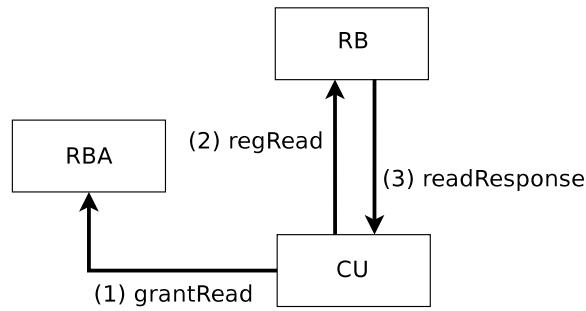 RB
(2) regRead
RBA
(3) readResponse
CU
(1) grantRead